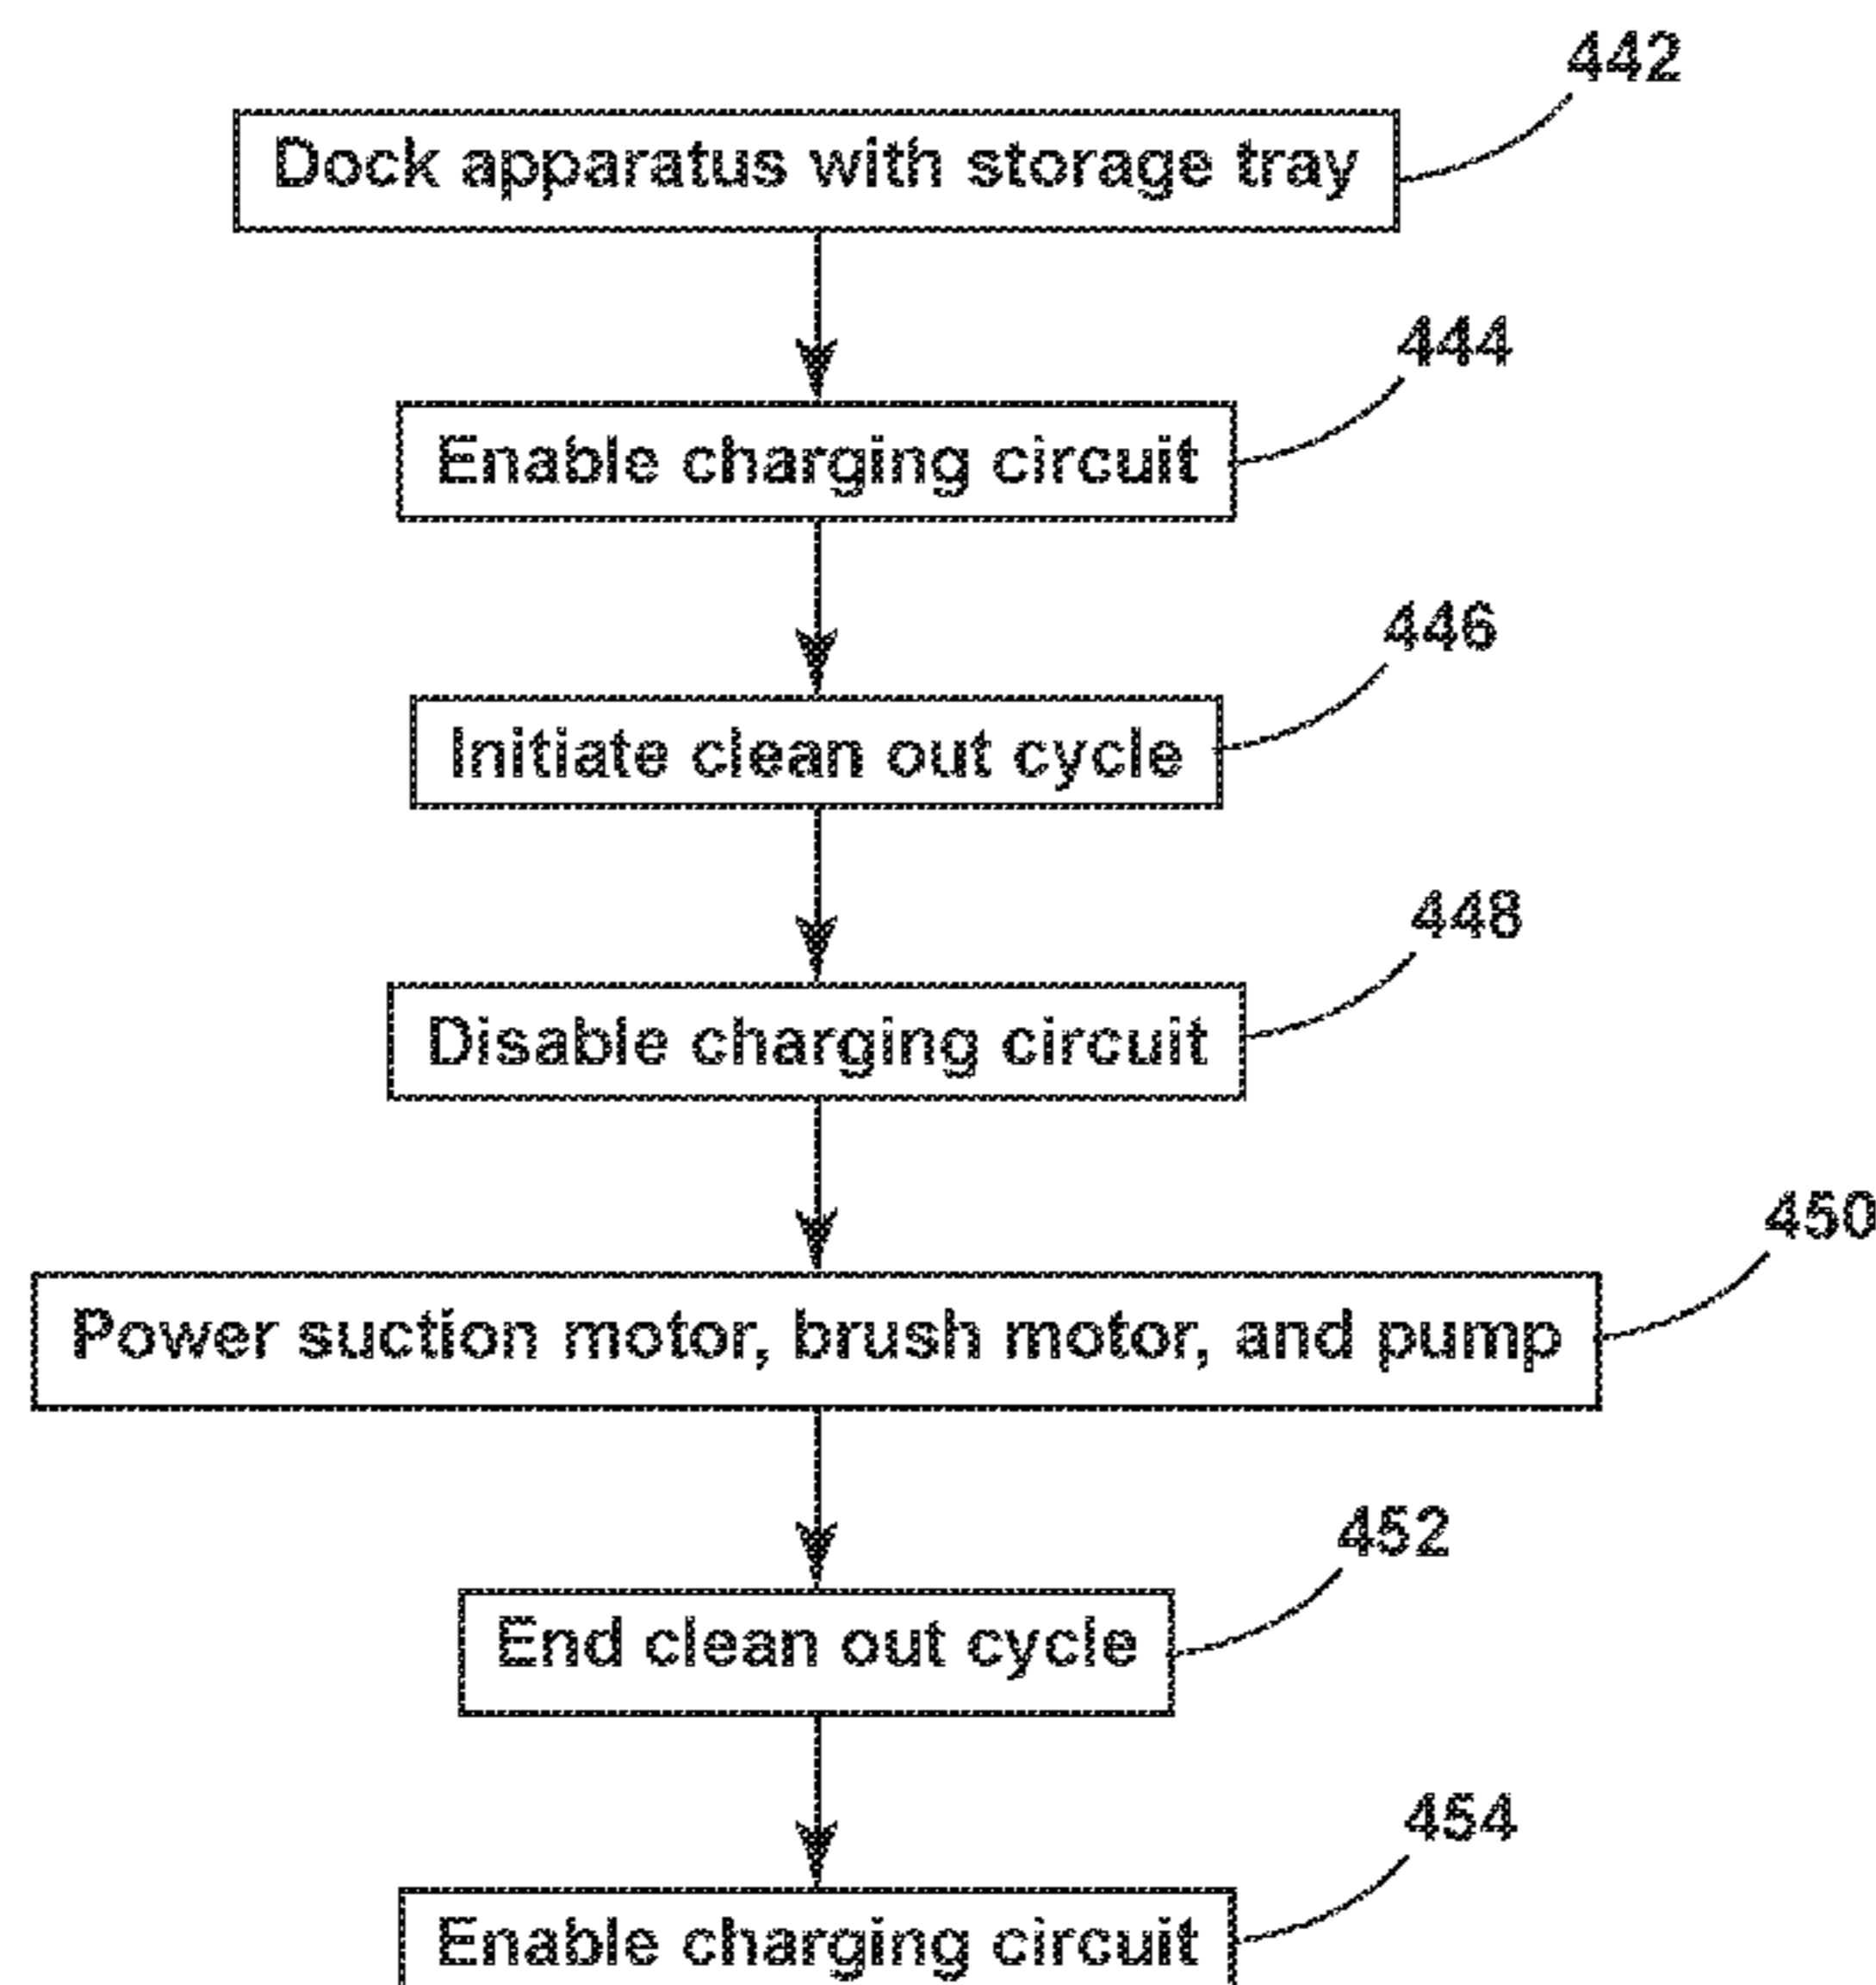 442
Dock apparatus with storage tray
444
Enable charging circuit
446
Initiate clean out cycle
448
Disable charging circuit
450
Power suction motor, brush motor, and pump
452
End clean out cycle
454
Enable charging circuit